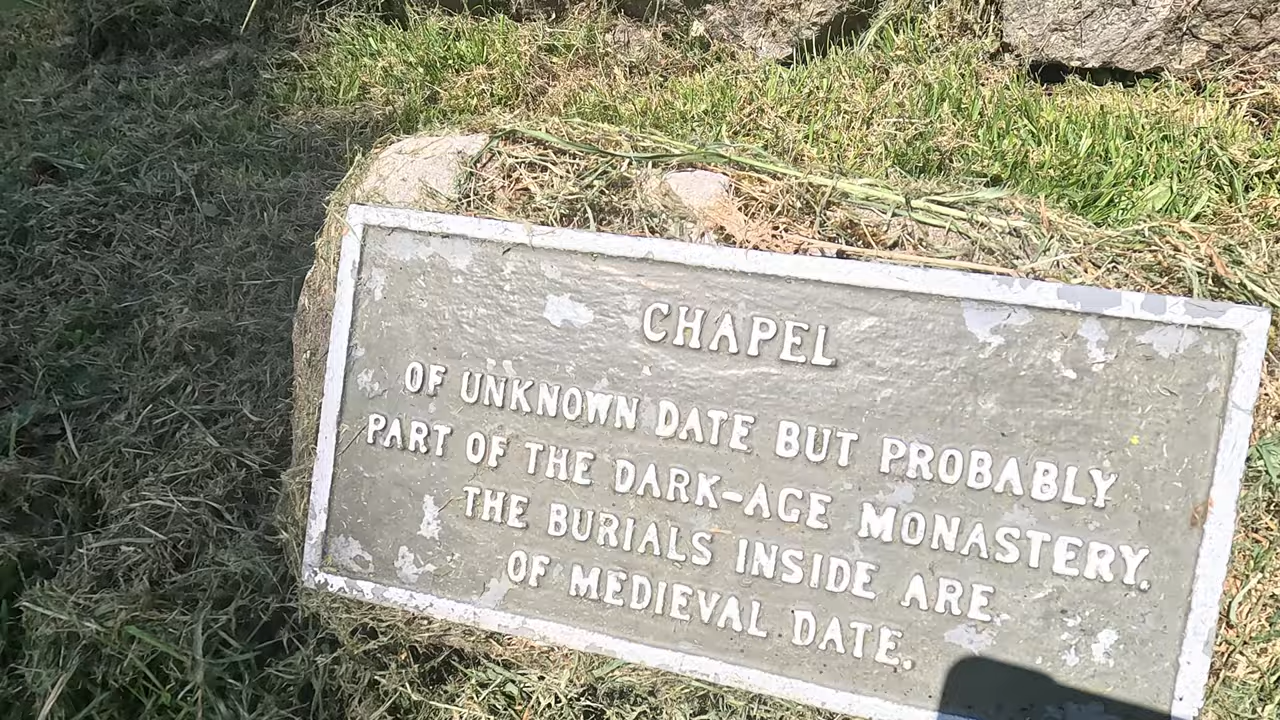 CHAPEL
OF UNKNOWN DATE BUT PROBABLY
PART OF THE DARK-AGE MONASTERY.
THE BURIALS INSIDE ARE
OF MEDIEVAL DATE.